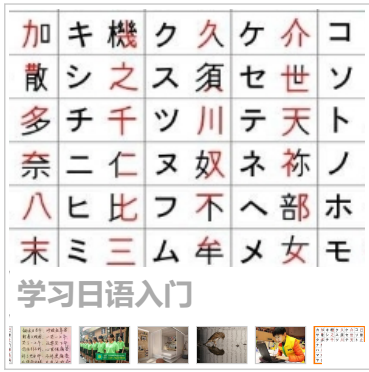 加 キ 機 ク 久 ケ 介 コ
散 シ 之 ス 須 セ 世 ソ
多 チ 千 ツ 川 テ 天 ト
奈 ニ 仁 ヌ 奴 ネ 祢 ノ
八 ヒ 比 フ 不 ヘ 部 ホ
末 ミ 三 ム 牟 メ 女 モ
学习日语入门